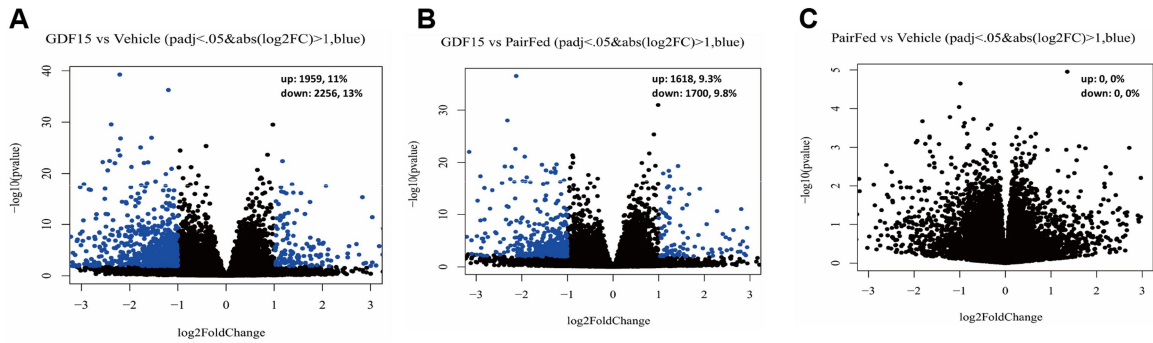 A
GDF15 vs Vehicle (padj<.05&abs(log2FC)>1,blue)
up: 1959, 11%
down: 2256, 13%
−log10(pvalue)
40
30
20
10
0
−3 −2 −1 0 1 2 3
log2FoldChange
B
GDF15 vs PairFed (padj<.05&abs(log2FC)>1,blue)
up: 1618, 9.3%
down: 1700, 9.8%
−log10(pvalue)
30
20
10
0
−3 −2 −1 0 1 2 3
log2FoldChange
C
PairFed vs Vehicle (padj<.05&abs(log2FC)>1,blue)
up: 0, 0%
down: 0, 0%
−log10(pvalue)
5
4
3
2
1
0
−3 −2 −1 0 1 2 3
log2FoldChange